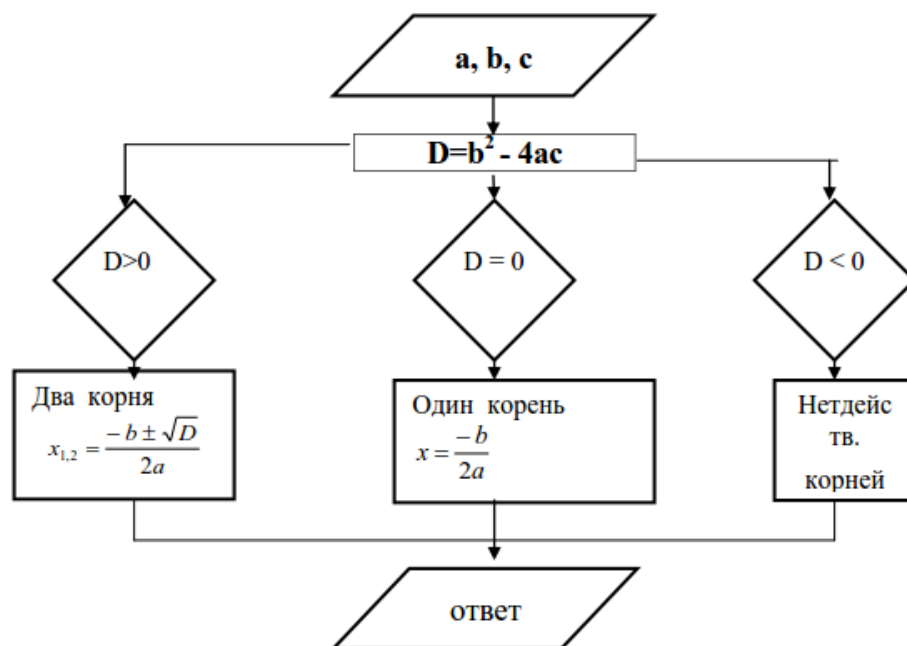 a, b, c
D=b² - 4ac
D>0
D = 0
D < 0
Два корня
x₁,₂ = (-b ± √D) / 2a
Один корень
x = -b / 2a
Нетдейс
тв.
корней
ответ